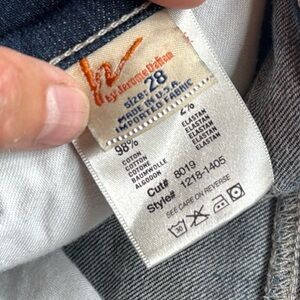 by Jerome Dahan
size 28
MADE IN U.S.A.
IMPORTED FABRIC
98% 2%
COTTON ELASTAN
COTON ELASTAN
COTONE ELASTAN
BAUMWOLLE ELASTAN
ALGODON ELASTAN
Cut# 8019
Style# 1218-1405
SEE CARE ON REVERSE